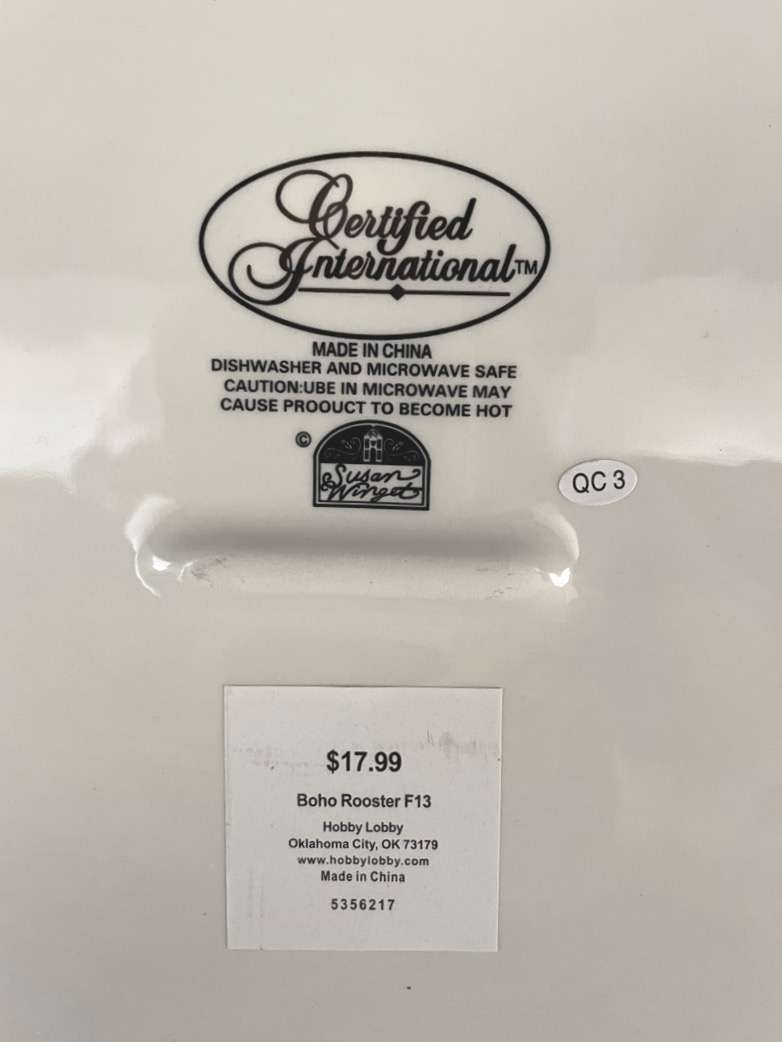 Certified
International™
MADE IN CHINA
DISHWASHER AND MICROWAVE SAFE
CAUTION:UBE IN MICROWAVE MAY
CAUSE PROOUCT TO BECOME HOT
©
Susan
Winget
QC 3
$17.99
Boho Rooster F13
Hobby Lobby
Oklahoma City, OK 73179
www.hobbylobby.com
Made in China
5356217